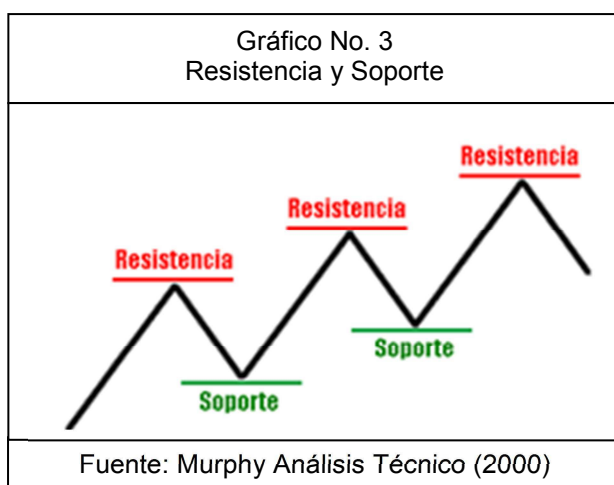 Gráfico No. 3
Resistencia y Soporte
Resistencia
Resistencia
Resistencia
Soporte
Soporte
Fuente: Murphy Análisis Técnico (2000)